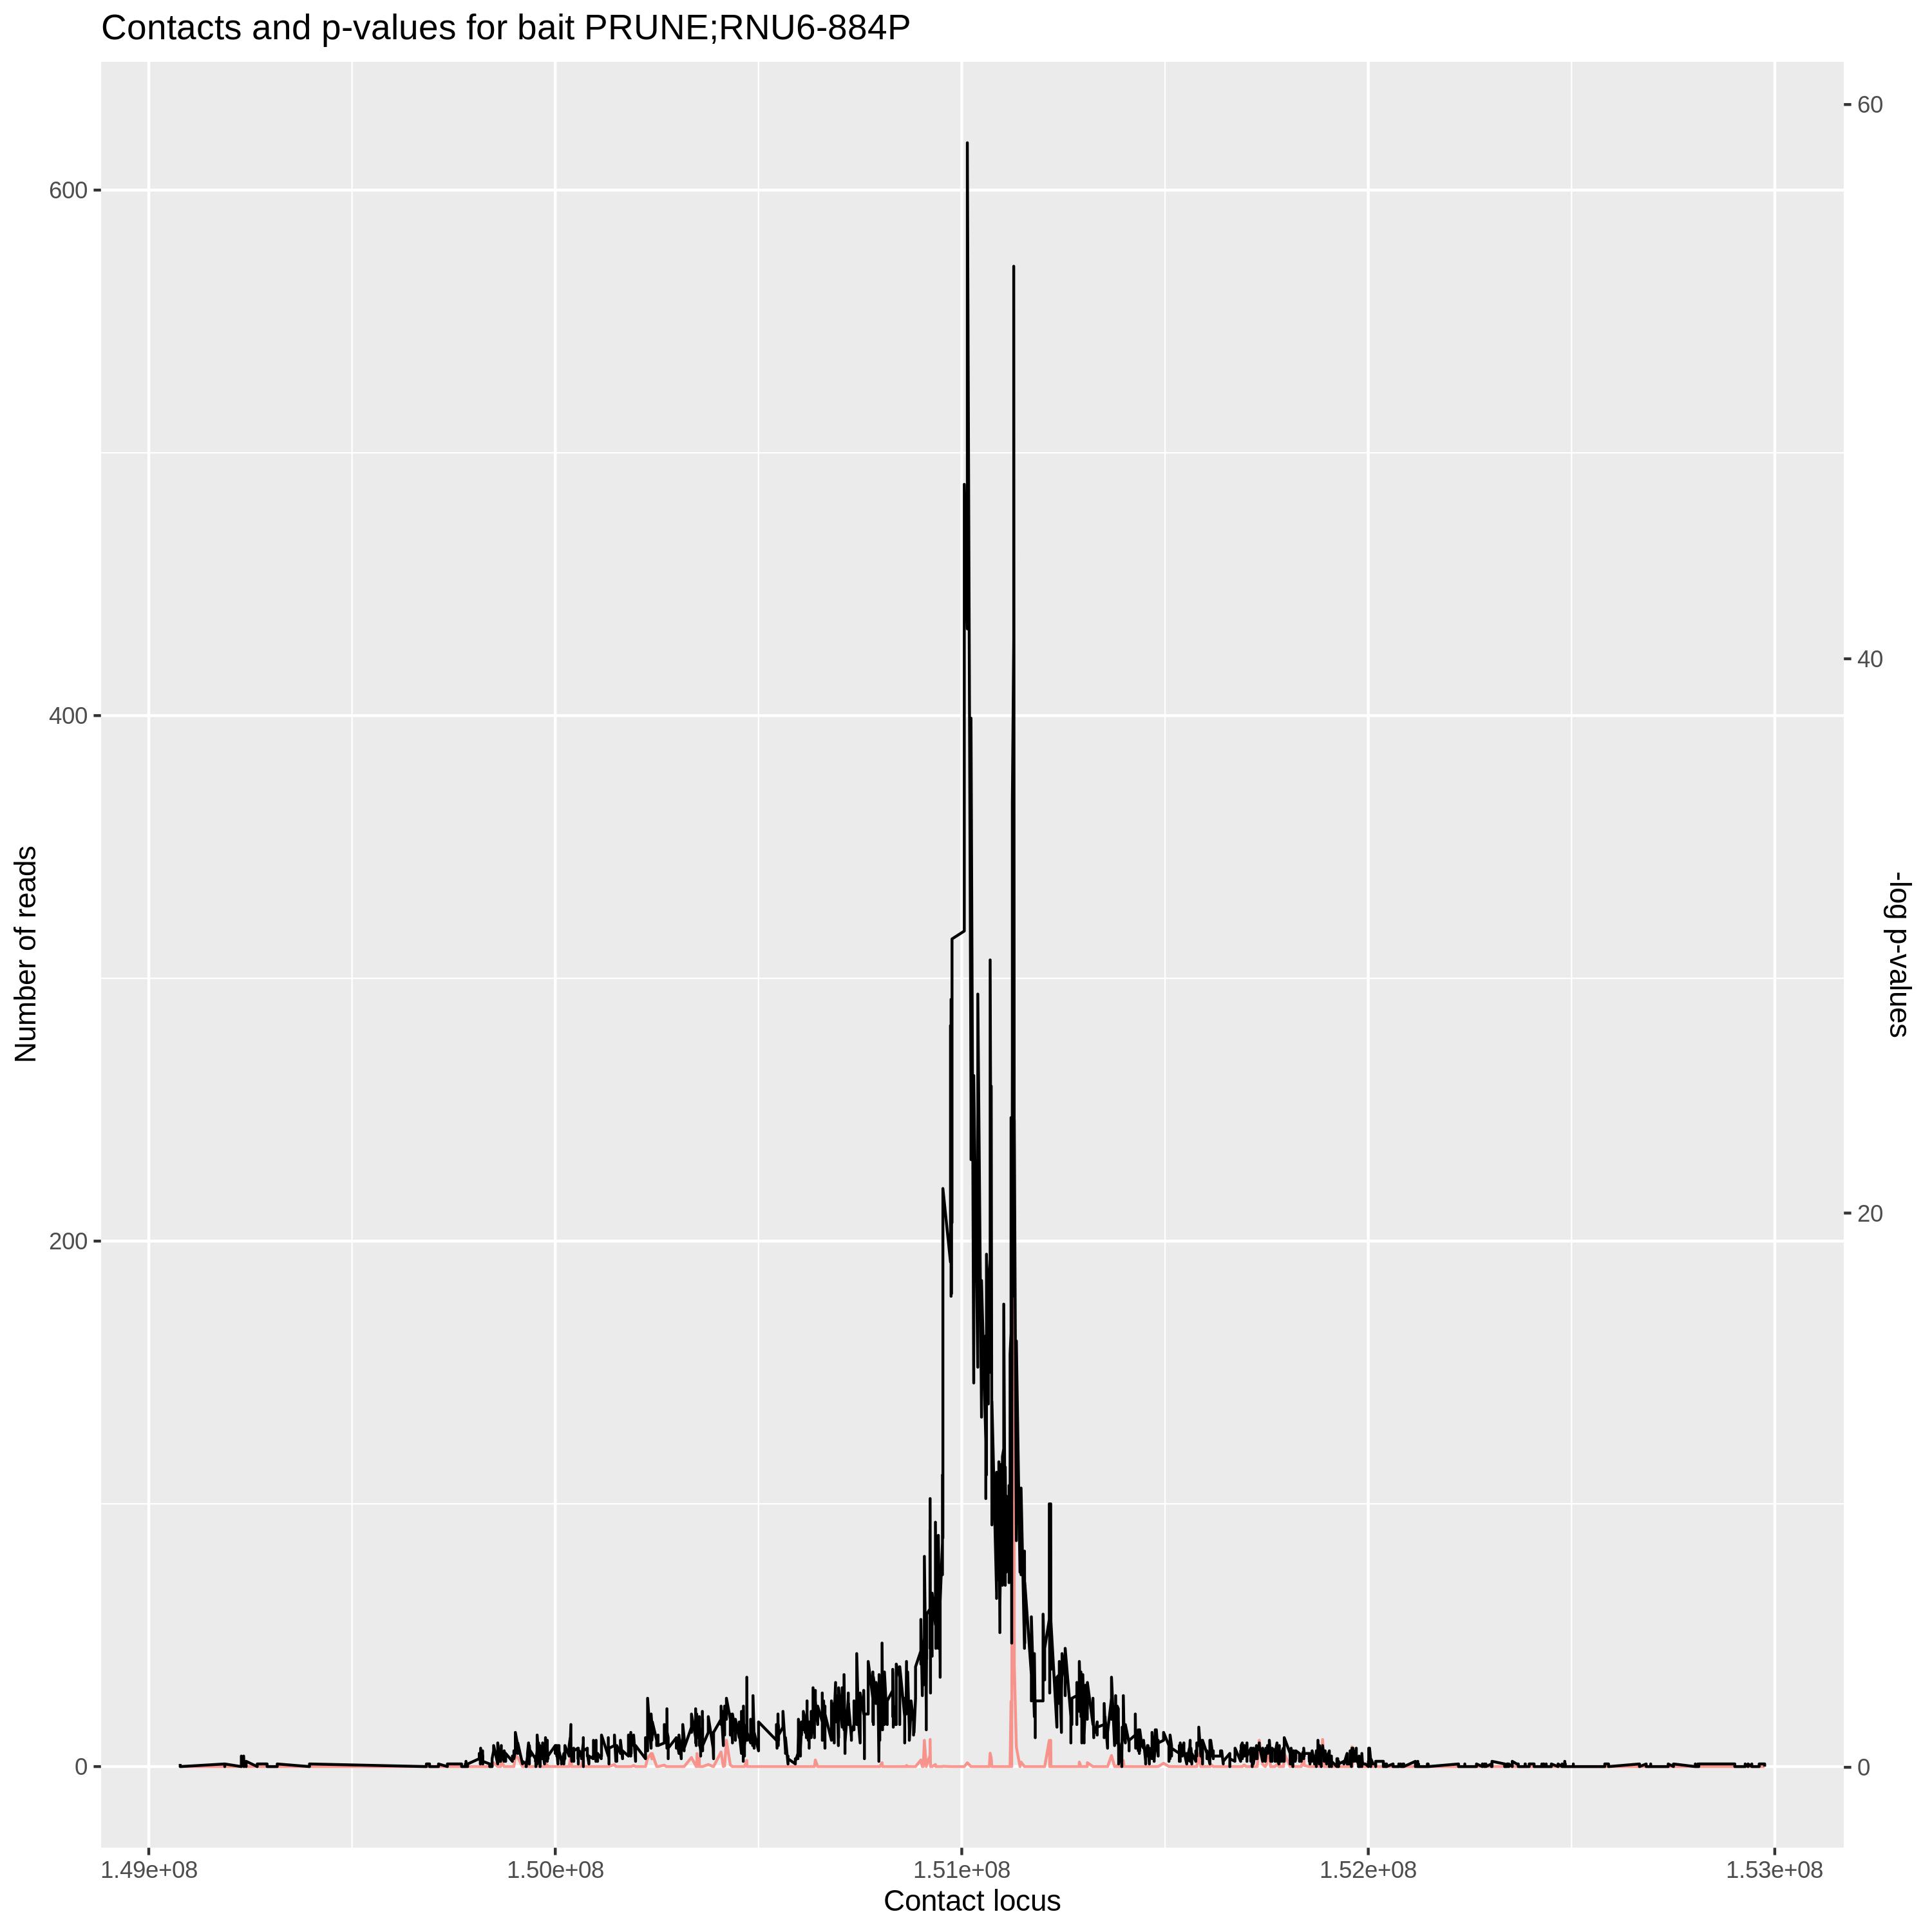 Contacts and p-values for bait PRUNE;RNU6-884P
600
400
200
0
Number of reads
60
40
20
0
-log p-values
1.49e+08 1.50e+08 1.51e+08 1.52e+08 1.53e+08
Contact locus